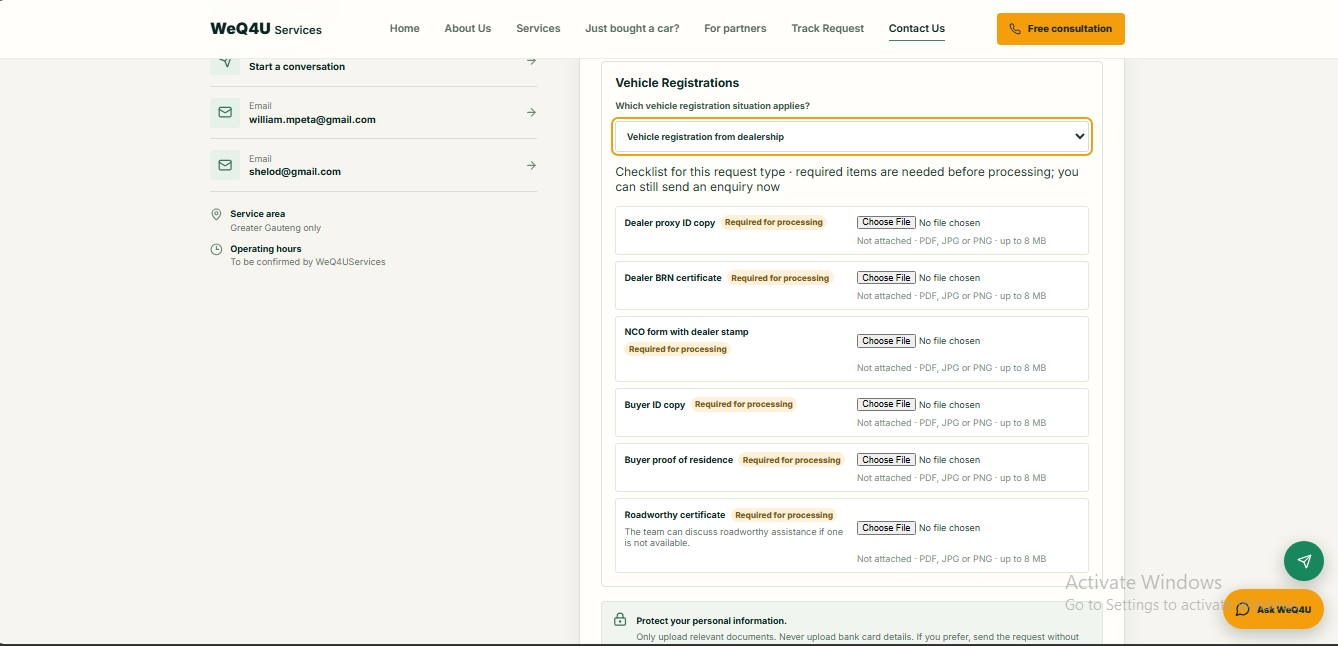 WeQ4U Services
Home
About Us
Services
Just bought a car?
For partners
Track Request
Contact Us
Free consultation
Start a conversation
Email
william.mpeta@gmail.com
Email
shelod@gmail.com
Service area
Greater Gauteng only
Operating hours
To be confirmed by WeQ4UServices
Vehicle Registrations
Which vehicle registration situation applies?
Vehicle registration from dealership
Checklist for this request type · required items are needed before processing; you
can still send an enquiry now
Dealer proxy ID copy Required for processing
Choose File No file chosen
Not attached · PDF, JPG or PNG · up to 8 MB
Dealer BRN certificate Required for processing
Choose File No file chosen
Not attached · PDF, JPG or PNG · up to 8 MB
NCO form with dealer stamp
Required for processing
Choose File No file chosen
Not attached · PDF, JPG or PNG · up to 8 MB
Buyer ID copy Required for processing
Choose File No file chosen
Not attached · PDF, JPG or PNG · up to 8 MB
Buyer proof of residence Required for processing
Choose File No file chosen
Not attached · PDF, JPG or PNG · up to 8 MB
Roadworthy certificate Required for processing
The team can discuss roadworthy assistance if one
is not available.
Choose File No file chosen
Not attached · PDF, JPG or PNG · up to 8 MB
Protect your personal information.
Only upload relevant documents. Never upload bank card details. If you prefer, send the request without
Activate Windows
Go to Settings to activat
Ask WeQ4U